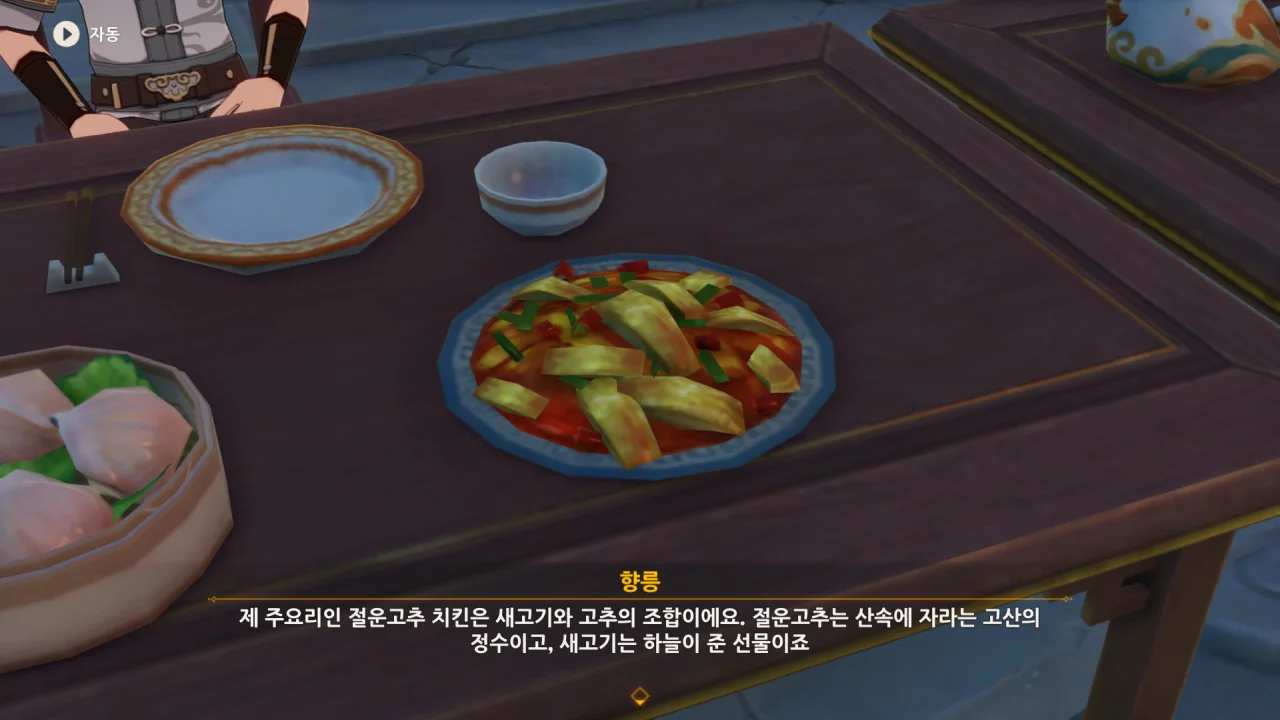 자동
향릉
제 주요리인 절운고추 치킨은 새고기와 고추의 조합이에요. 절운고추는 산속에 자라는 고산의
정수이고, 새고기는 하늘이 준 선물이죠